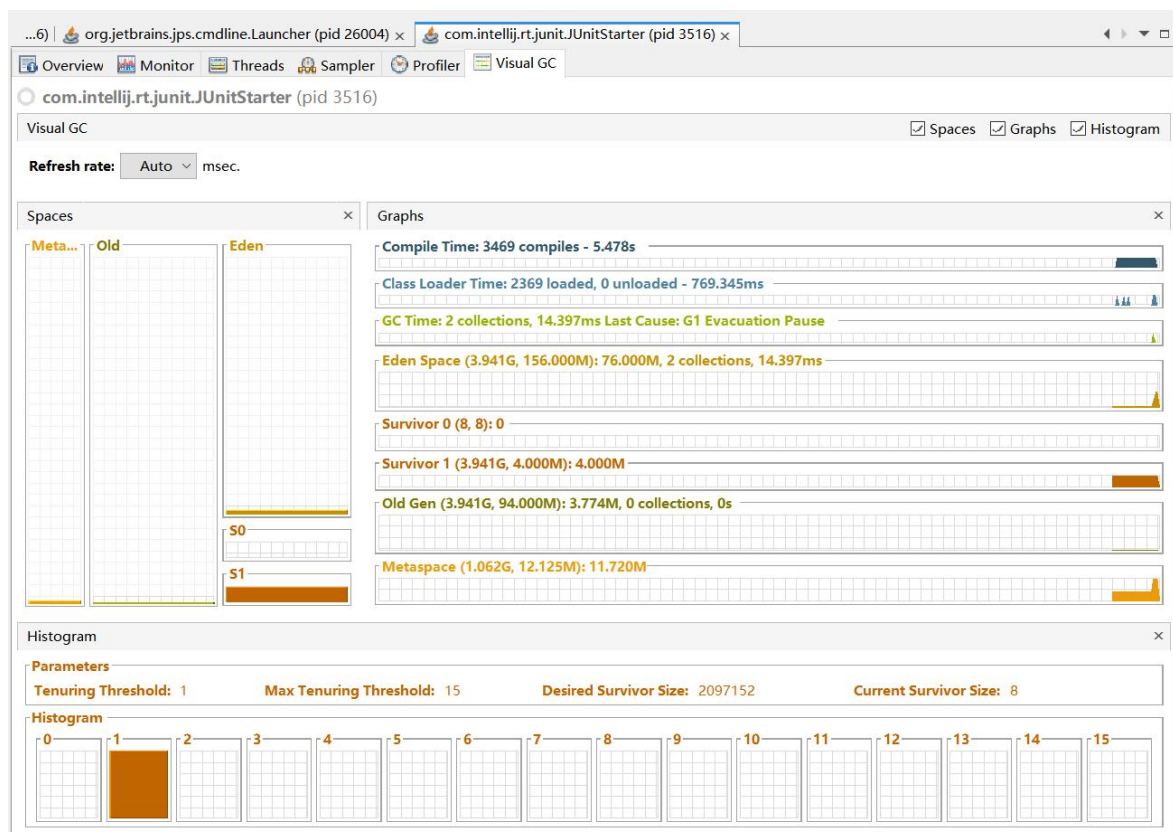 ...6) org.jetbrains.jps.cmdline.Launcher (pid 26004) com.intellij.rt.junit.JUnitStarter (pid 3516)
Overview Monitor Threads Sampler Profiler Visual GC
com.intellij.rt.junit.JUnitStarter (pid 3516)
Visual GC Spaces Graphs Histogram
Refresh rate: Auto msec.
Spaces
Meta... Old Eden
S0
S1
Graphs
Compile Time: 3469 compiles - 5.478s
Class Loader Time: 2369 loaded, 0 unloaded - 769.345ms
GC Time: 2 collections, 14.397ms Last Cause: G1 Evacuation Pause
Eden Space (3.941G, 156.000M): 76.000M, 2 collections, 14.397ms
Survivor 0 (8, 8): 0
Survivor 1 (3.941G, 4.000M): 4.000M
Old Gen (3.941G, 94.000M): 3.774M, 0 collections, 0s
Metaspace (1.062G, 12.125M): 11.720M
Histogram
Parameters
Tenuring Threshold: 1 Max Tenuring Threshold: 15 Desired Survivor Size: 2097152 Current Survivor Size: 8
Histogram
0 1 2 3 4 5 6 7 8 9 10 11 12 13 14 15